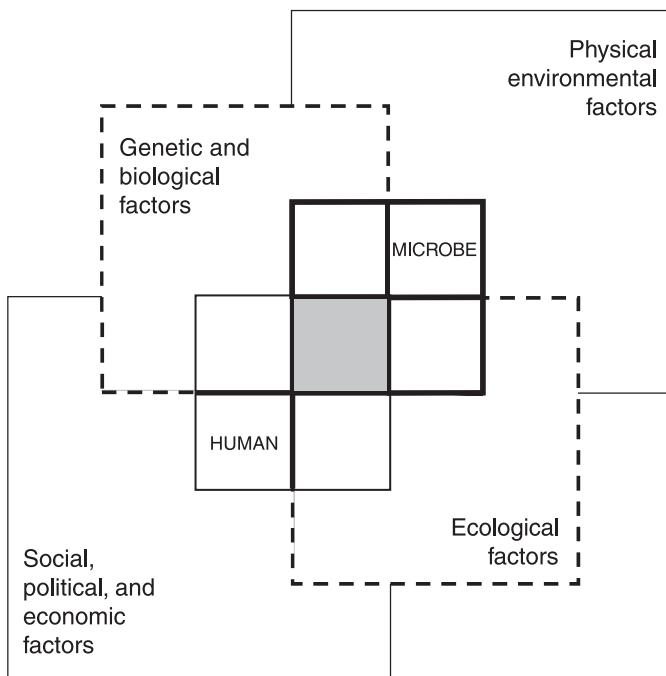 Physical
environmental
factors
Genetic and
biological
factors
MICROBE
HUMAN
Ecological
factors
Social,
political, and
economic
factors